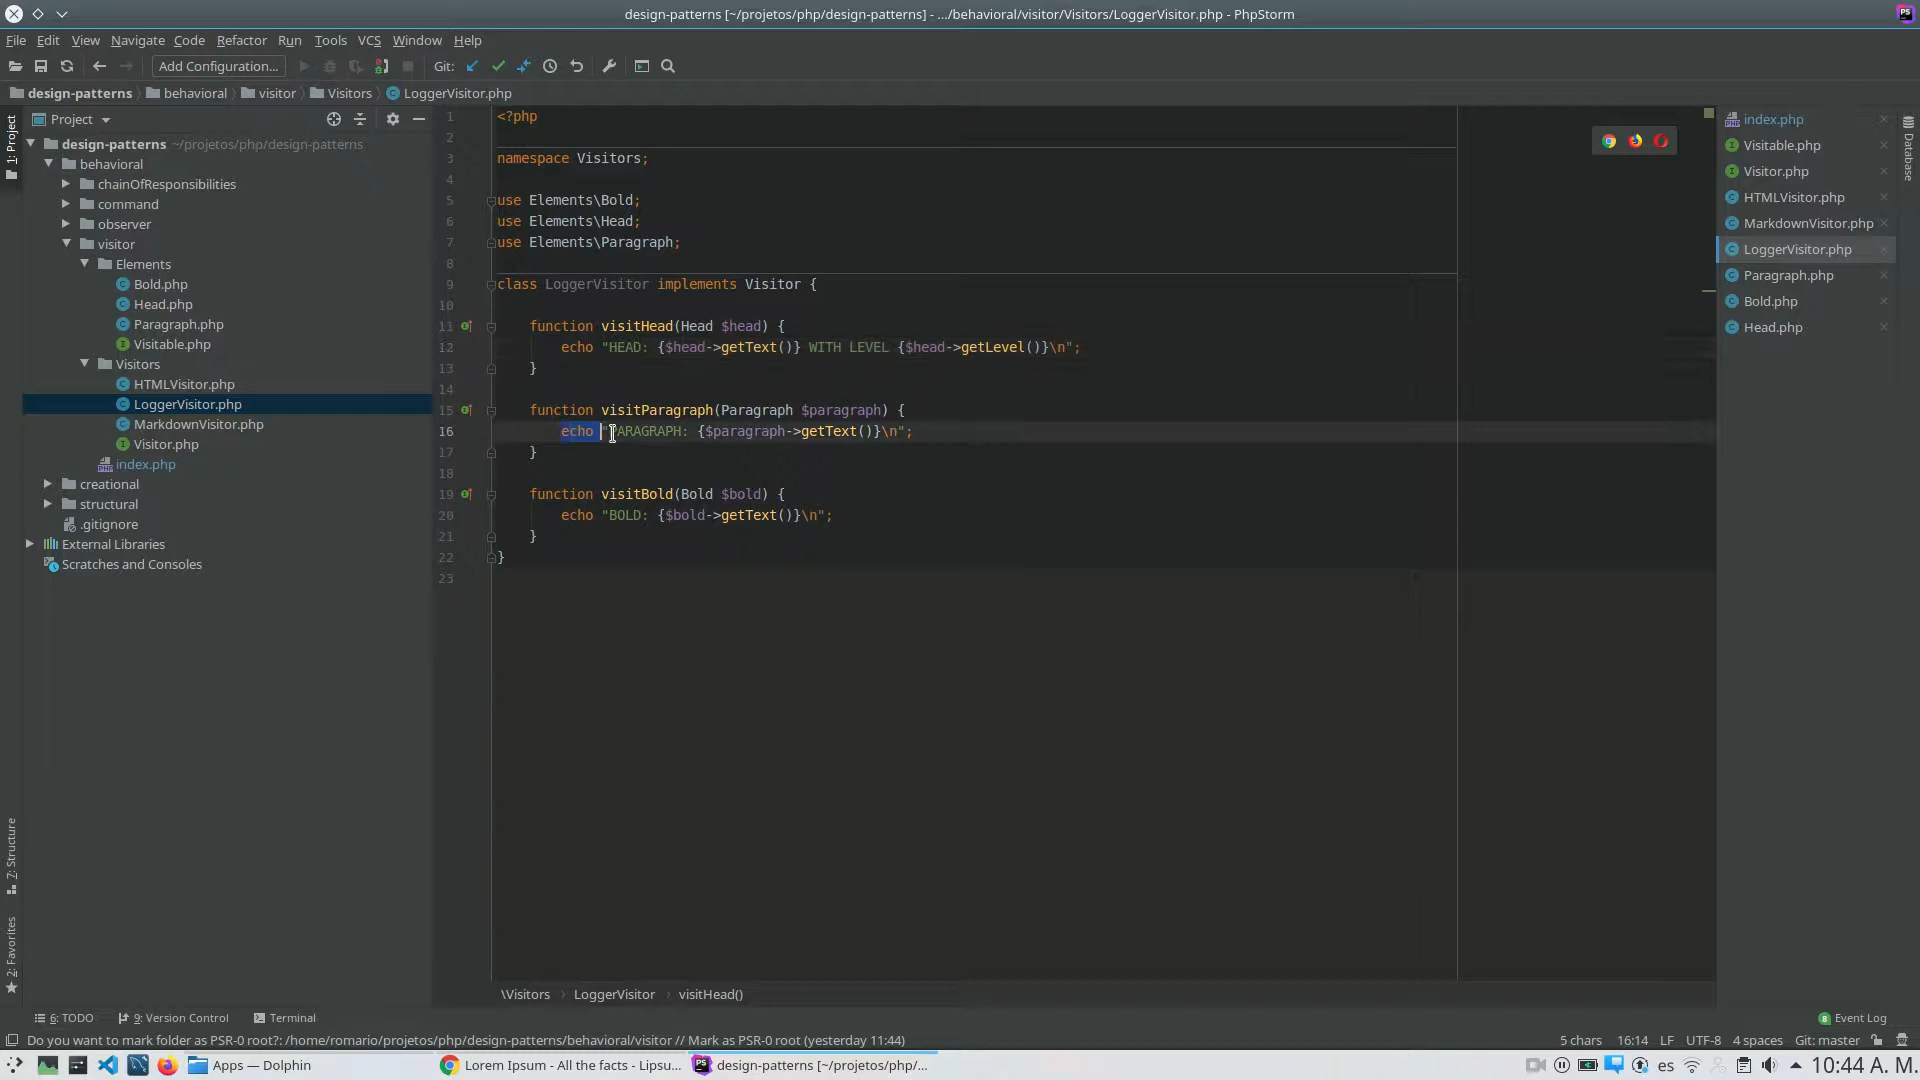 design-patterns [~/projetos/php/design-patterns] - .../behavioral/visitor/Visitors/LoggerVisitor.php - PhpStorm
File Edit View Navigate Code Refactor Run Tools VCS Window Help
Add Configuration... Git:
design-patterns behavioral visitor Visitors LoggerVisitor.php
1: Project
Project
design-patterns ~/projetos/php/design-patterns
behavioral
chainOfResponsibilities
command
observer
visitor
Elements
Bold.php
Head.php
Paragraph.php
Visitable.php
Visitors
HTMLVisitor.php
LoggerVisitor.php
MarkdownVisitor.php
Visitor.php
index.php
creational
structural
.gitignore
External Libraries
Scratches and Consoles
7: Structure
2: Favorites
1 <?php
2
3 namespace Visitors;
4
5 use Elements\Bold;
6 use Elements\Head;
7 use Elements\Paragraph;
8
9 class LoggerVisitor implements Visitor {
10
11 function visitHead(Head $head) {
12 echo "HEAD: {$head->getText()} WITH LEVEL {$head->getLevel()}\n";
13 }
14
15 function visitParagraph(Paragraph $paragraph) {
16 echo "PARAGRAPH: {$paragraph->getText()}\n";
17 }
18
19 function visitBold(Bold $bold) {
20 echo "BOLD: {$bold->getText()}\n";
21 }
22 }
23
index.php
Visitable.php
Visitor.php
HTMLVisitor.php
MarkdownVisitor.php
LoggerVisitor.php
Paragraph.php
Bold.php
Head.php
Database
\Visitors LoggerVisitor visitHead()
6: TODO 9: Version Control Terminal 8 Event Log
Do you want to mark folder as PSR-0 root?: /home/romario/projetos/php/design-patterns/behavioral/visitor // Mark as PSR-0 root (yesterday 11:44) 5 chars 16:14 LF UTF-8 4 spaces Git: master
Apps — Dolphin Lorem Ipsum - All the facts - Lipsu... design-patterns [~/projetos/php/... es 10:44 A. M.